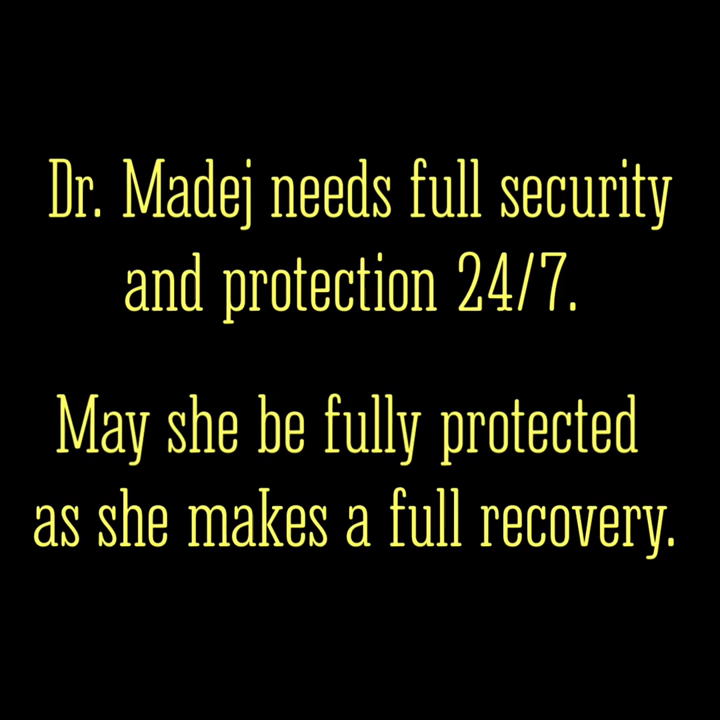 Dr. Madej needs full security
and protection 24/7.
May she be fully protected
as she makes a full recovery.